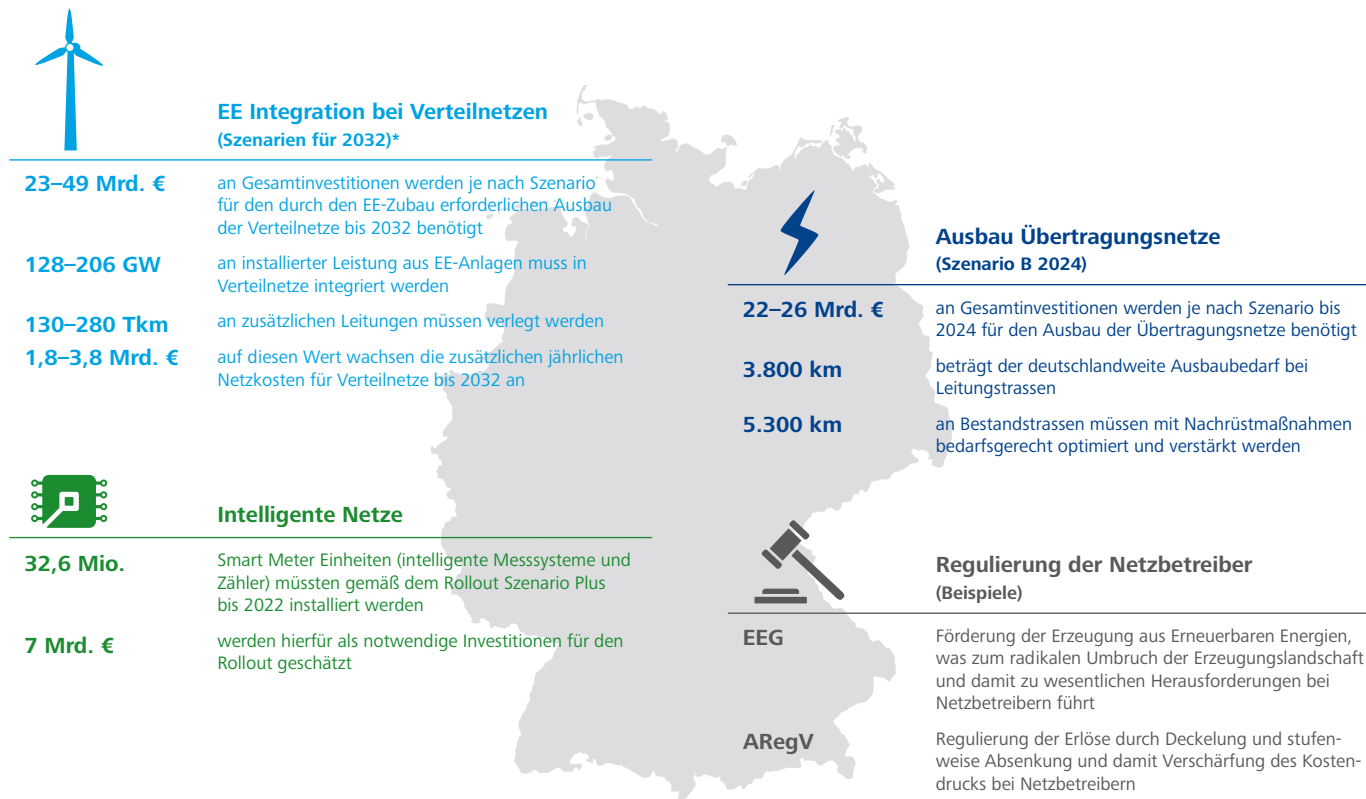 EE Integration bei Verteilnetzen
(Szenarien für 2032)*
23–49 Mrd. €
an Gesamtinvestitionen werden je nach Szenario
für den durch den EE-Zubau erforderlichen Ausbau
der Verteilnetze bis 2032 benötigt
128–206 GW
an installierter Leistung aus EE-Anlagen muss in
Verteilnetze integriert werden
130–280 Tkm
an zusätzlichen Leitungen müssen verlegt werden
1,8–3,8 Mrd. €
auf diesen Wert wachsen die zusätzlichen jährlichen
Netzkosten für Verteilnetze bis 2032 an
Ausbau Übertragungsnetze
(Szenario B 2024)
22–26 Mrd. €
an Gesamtinvestitionen werden je nach Szenario bis
2024 für den Ausbau der Übertragungsnetze benötigt
3.800 km
beträgt der deutschlandweite Ausbaubedarf bei
Leitungstrassen
5.300 km
an Bestandstrassen müssen mit Nachrüstmaßnahmen
bedarfsgerecht optimiert und verstärkt werden
Intelligente Netze
32,6 Mio.
Smart Meter Einheiten (intelligente Messsysteme und
Zähler) müssten gemäß dem Rollout Szenario Plus
bis 2022 installiert werden
7 Mrd. €
werden hierfür als notwendige Investitionen für den
Rollout geschätzt
Regulierung der Netzbetreiber
(Beispiele)
EEG
Förderung der Erzeugung aus Erneuerbaren Energien,
was zum radikalen Umbruch der Erzeugungslandschaft
und damit zu wesentlichen Herausforderungen bei
Netzbetreibern führt
ARegV
Regulierung der Erlöse durch Deckelung und stufen-
weise Absenkung und damit Verschärfung des Kosten-
drucks bei Netzbetreibern